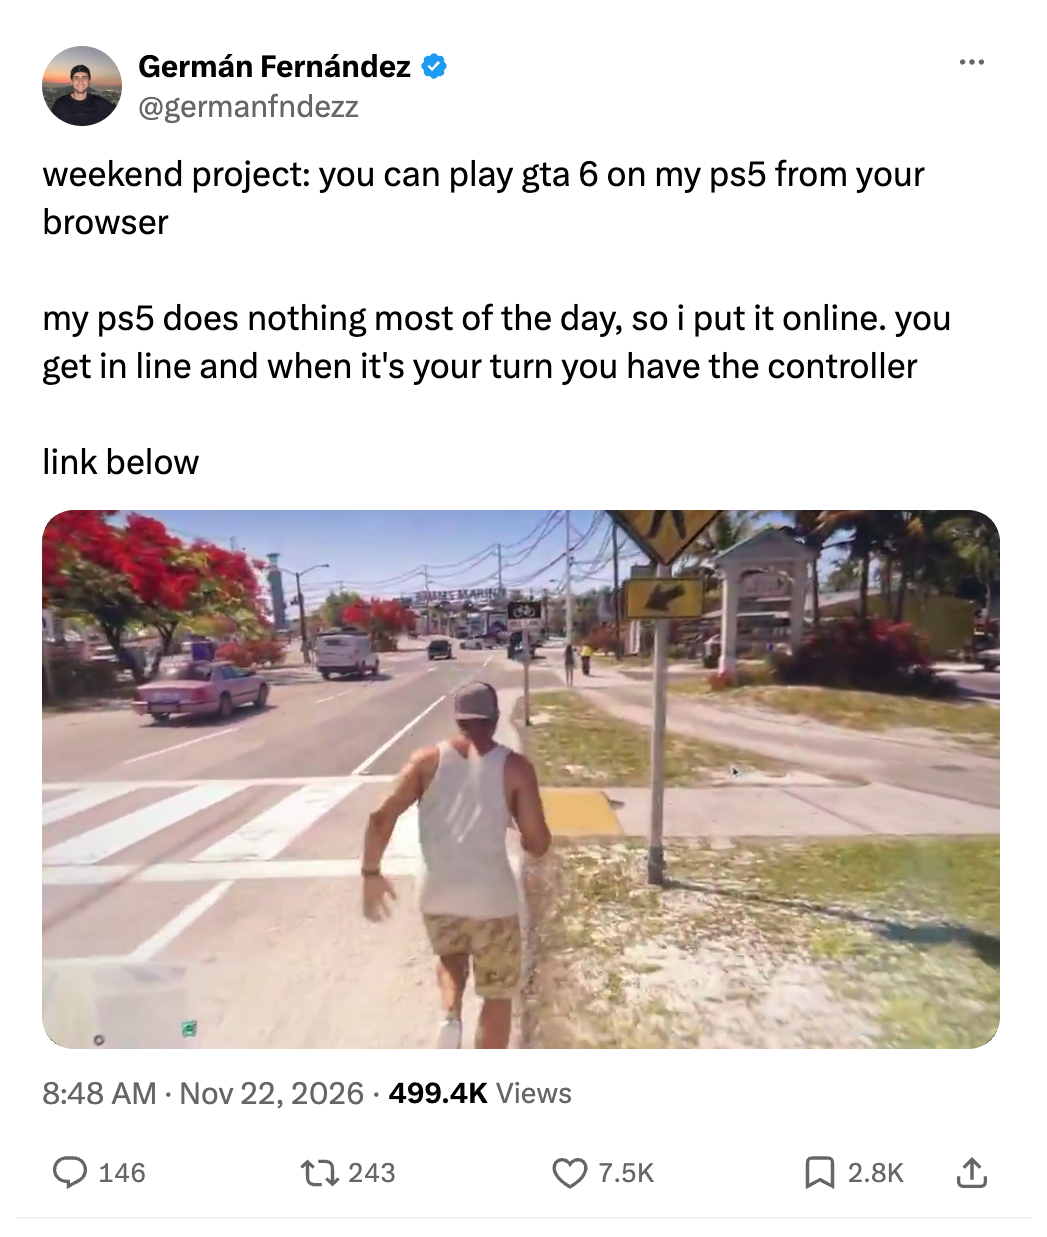 Germán Fernández
@germanfndezz
weekend project: you can play gta 6 on my ps5 from your
browser
my ps5 does nothing most of the day, so i put it online. you
get in line and when it's your turn you have the controller
link below
8:48 AM · Nov 22, 2026 · 499.4K Views
146
243
7.5K
2.8K